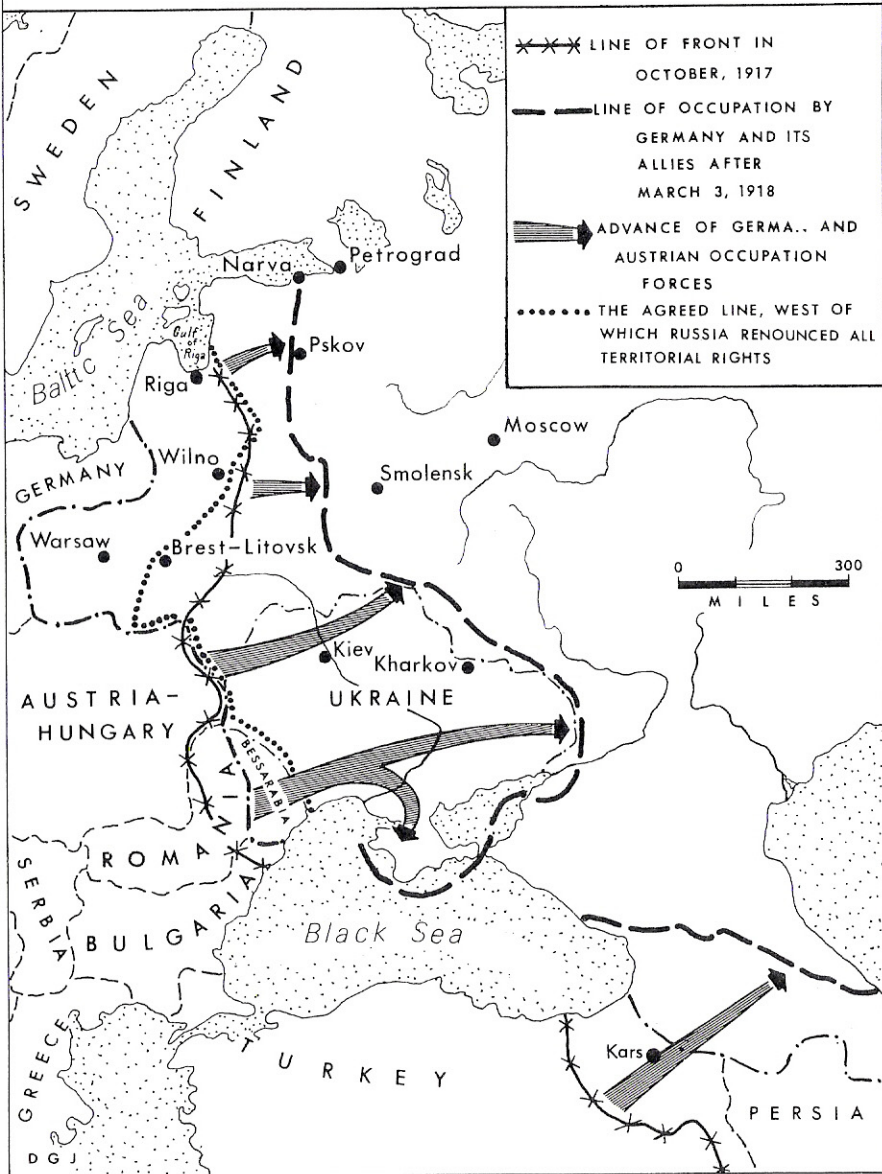 LINE OF FRONT IN
OCTOBER, 1917
LINE OF OCCUPATION BY
GERMANY AND ITS
ALLIES AFTER
MARCH 3, 1918
ADVANCE OF GERMA.. AND
AUSTRIAN OCCUPATION
FORCES
THE AGREED LINE, WEST OF
WHICH RUSSIA RENOUNCED ALL
TERRITORIAL RIGHTS
SWEDEN
FINLAND
Petrograd
Narva
Baltic Sea
Gulf
of
Riga
Pskov
Riga
Moscow
Wilno
GERMANY
Smolensk
Warsaw
Brest-Litovsk
0 300
MILES
Kiev
Kharkov
AUSTRIA-
HUNGARY
UKRAINE
BESSARABIA
ROMANIA
SERBIA
BULGARIA
Black Sea
GREECE
TURKEY
Kars
PERSIA
DGJ